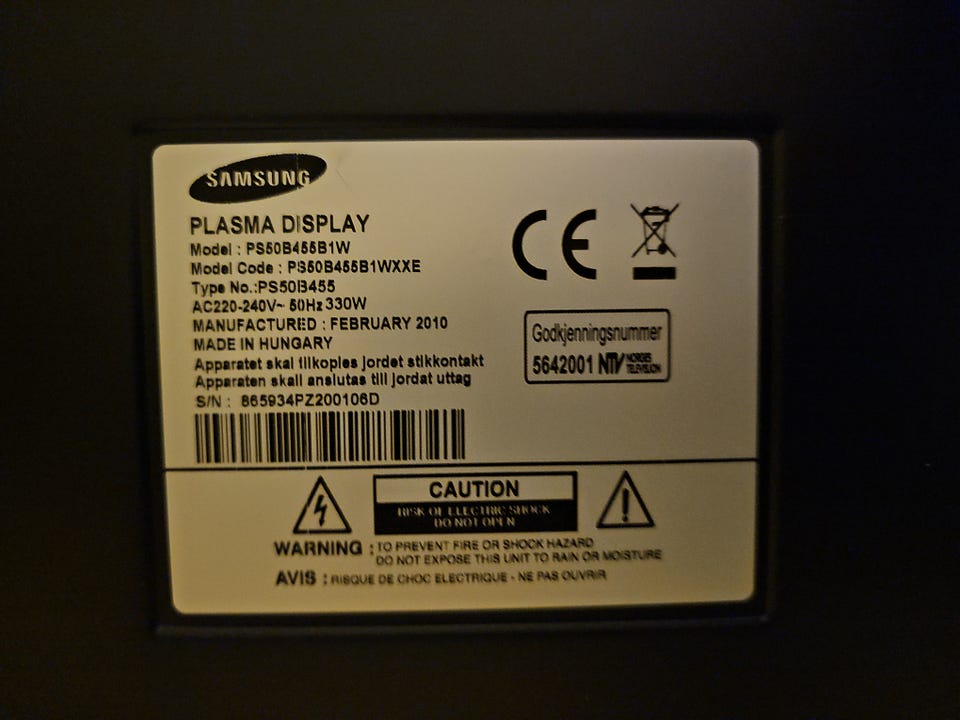 SAMSUNG
PLASMA DISPLAY
Model : PS50B455B1W
Model Code : PS50B455B1WXXE
Type No.:PS50B455
AC220-240V~ 50Hz 330W
MANUFACTURED : FEBRUARY 2010
MADE IN HUNGARY
Apparatet skal tilkoples jordet stikkontakt
Apparaten skall anslutas till jordat uttag
S/N : 865934PZ200106D
CE
Godkjenningsnummer
5642001 NTV NORGES TELEVISJON
CAUTION
RISK OF ELECTRIC SHOCK
DO NOT OPEN
WARNING : TO PREVENT FIRE OR SHOCK HAZARD
DO NOT EXPOSE THIS UNIT TO RAIN OR MOISTURE
AVIS : RISQUE DE CHOC ELECTRIQUE - NE PAS OUVRIR